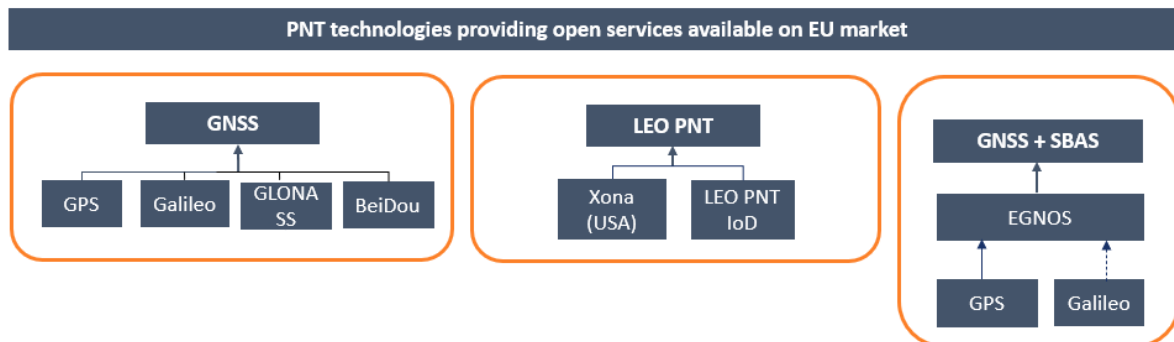 PNT technologies providing open services available on EU market
GNSS
GPS
Galileo
GLONA
SS
BeiDou
LEO PNT
Xona
(USA)
LEO PNT
IoD
GNSS + SBAS
EGNOS
GPS
Galileo